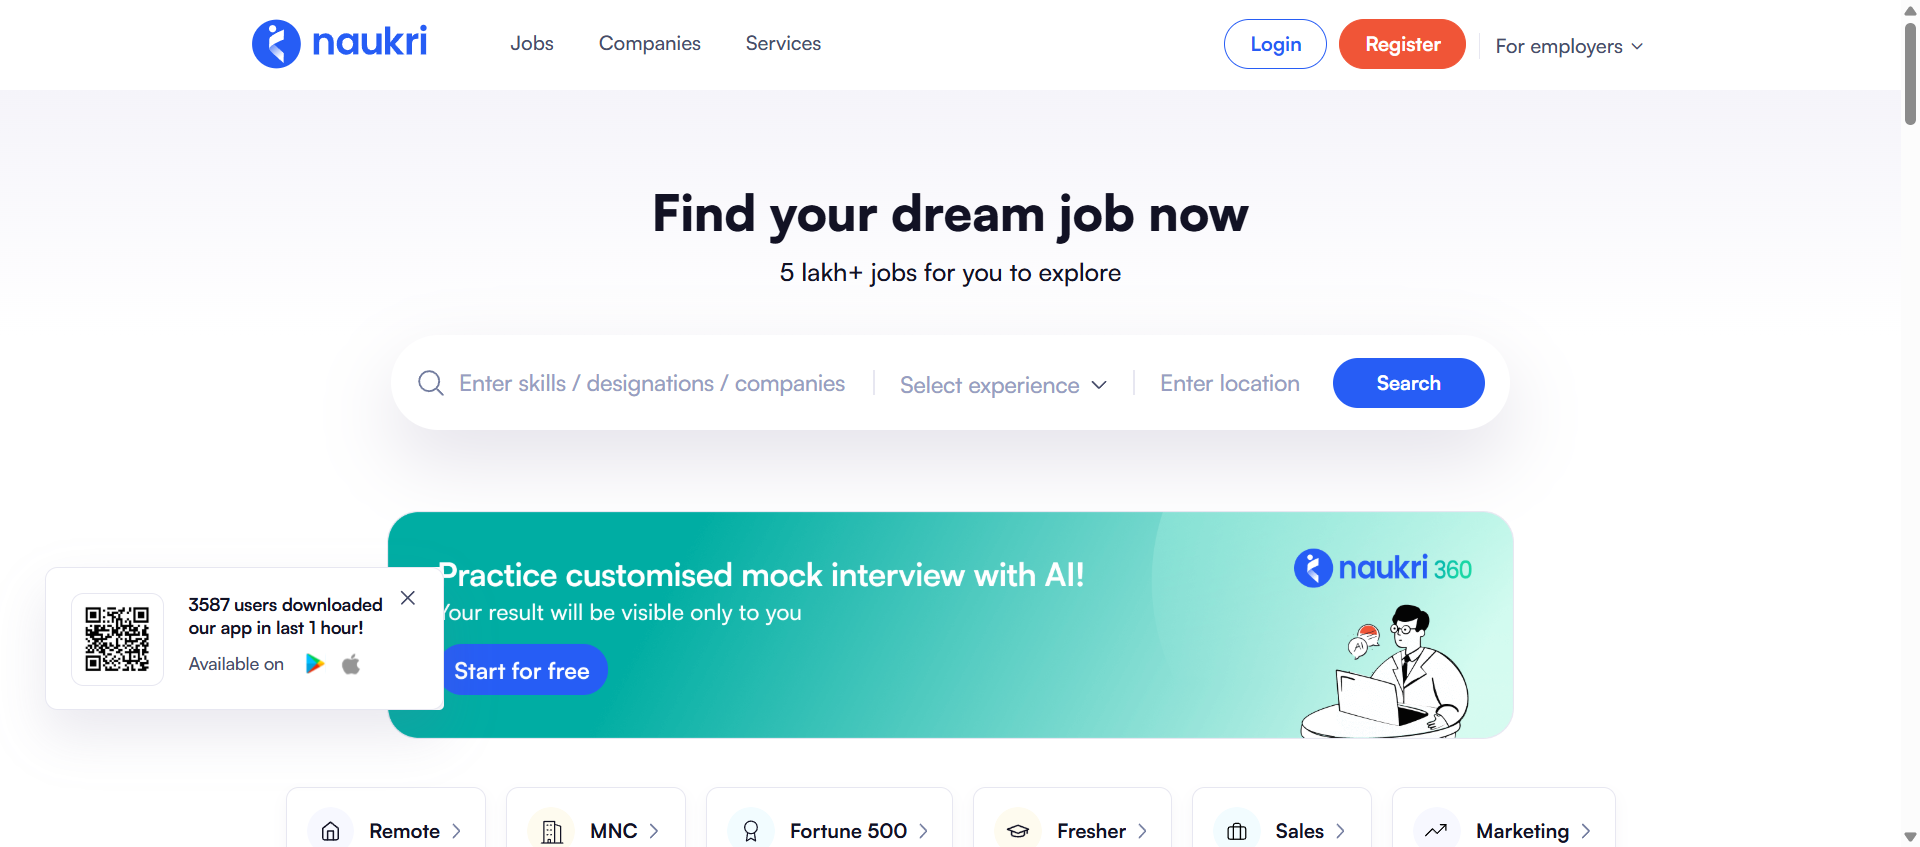 naukri
Jobs
Companies
Services
Login
Register
For employers
Find your dream job now
5 lakh+ jobs for you to explore
Enter skills / designations / companies
Select experience
Enter location
Search
Practice customised mock interview with AI!
Your result will be visible only to you
Start for free
naukri 360
AI
3587 users downloaded
our app in last 1 hour!
Available on
Remote
MNC
Fortune 500
Fresher
Sales
Marketing